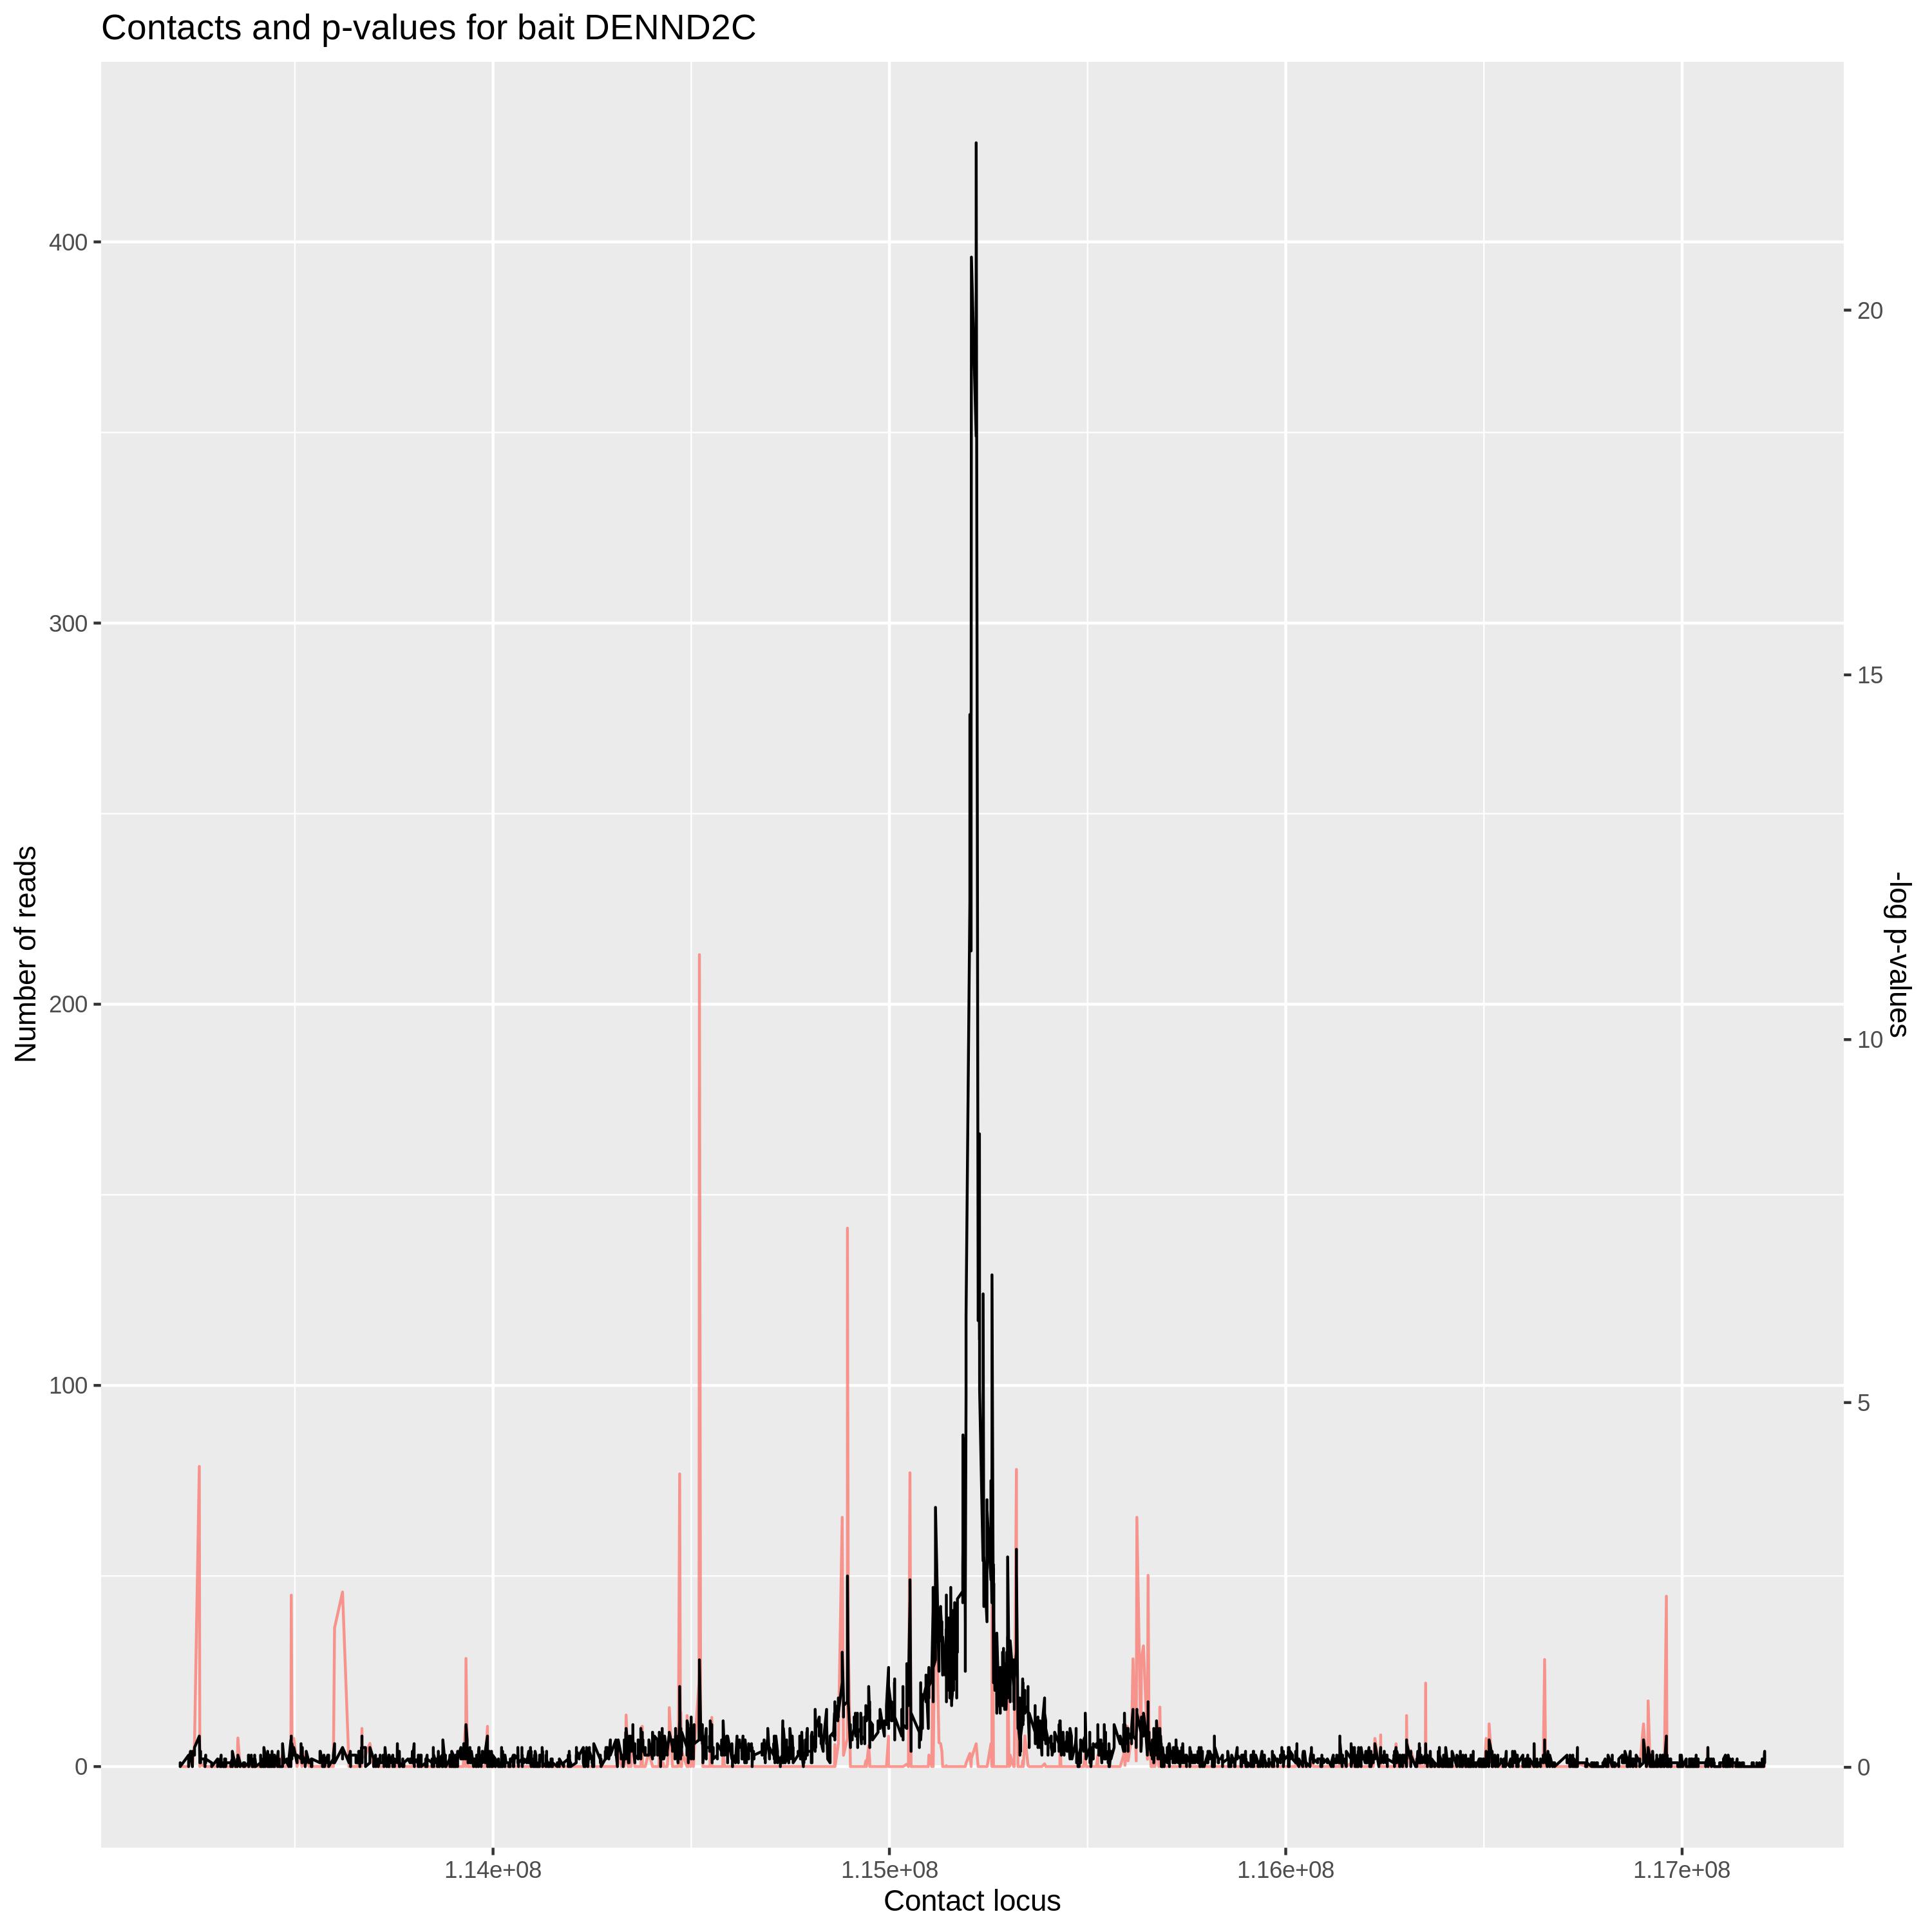 Contacts and p-values for bait DENND2C
Number of reads
400
300
200
100
0
20
15
10
5
0
-log p-values
1.14e+08 1.15e+08 1.16e+08 1.17e+08
Contact locus